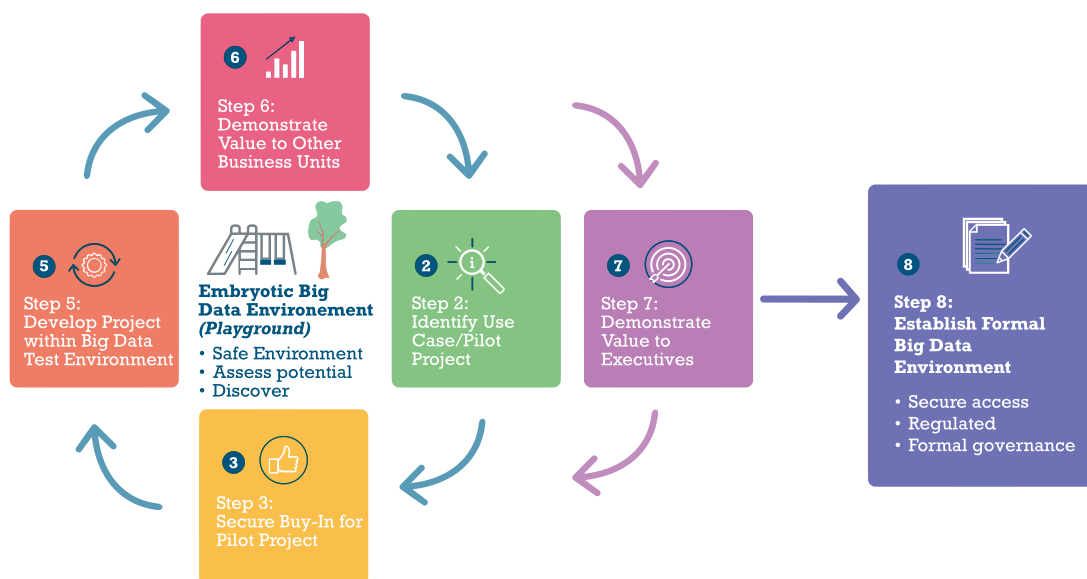 6
Step 6:
Demonstrate
Value to Other
Business Units
5
Step 5:
Develop Project
within Big Data
Test Environment
Embryotic Big
Data Environement
(Playground)
• Safe Environment
• Assess potential
• Discover
2
i
Step 2:
Identify Use
Case/Pilot
Project
7
Step 7:
Demonstrate
Value to
Executives
8
Step 8:
Establish Formal
Big Data
Environment
• Secure access
• Regulated
• Formal governance
3
Step 3:
Secure Buy-In for
Pilot Project